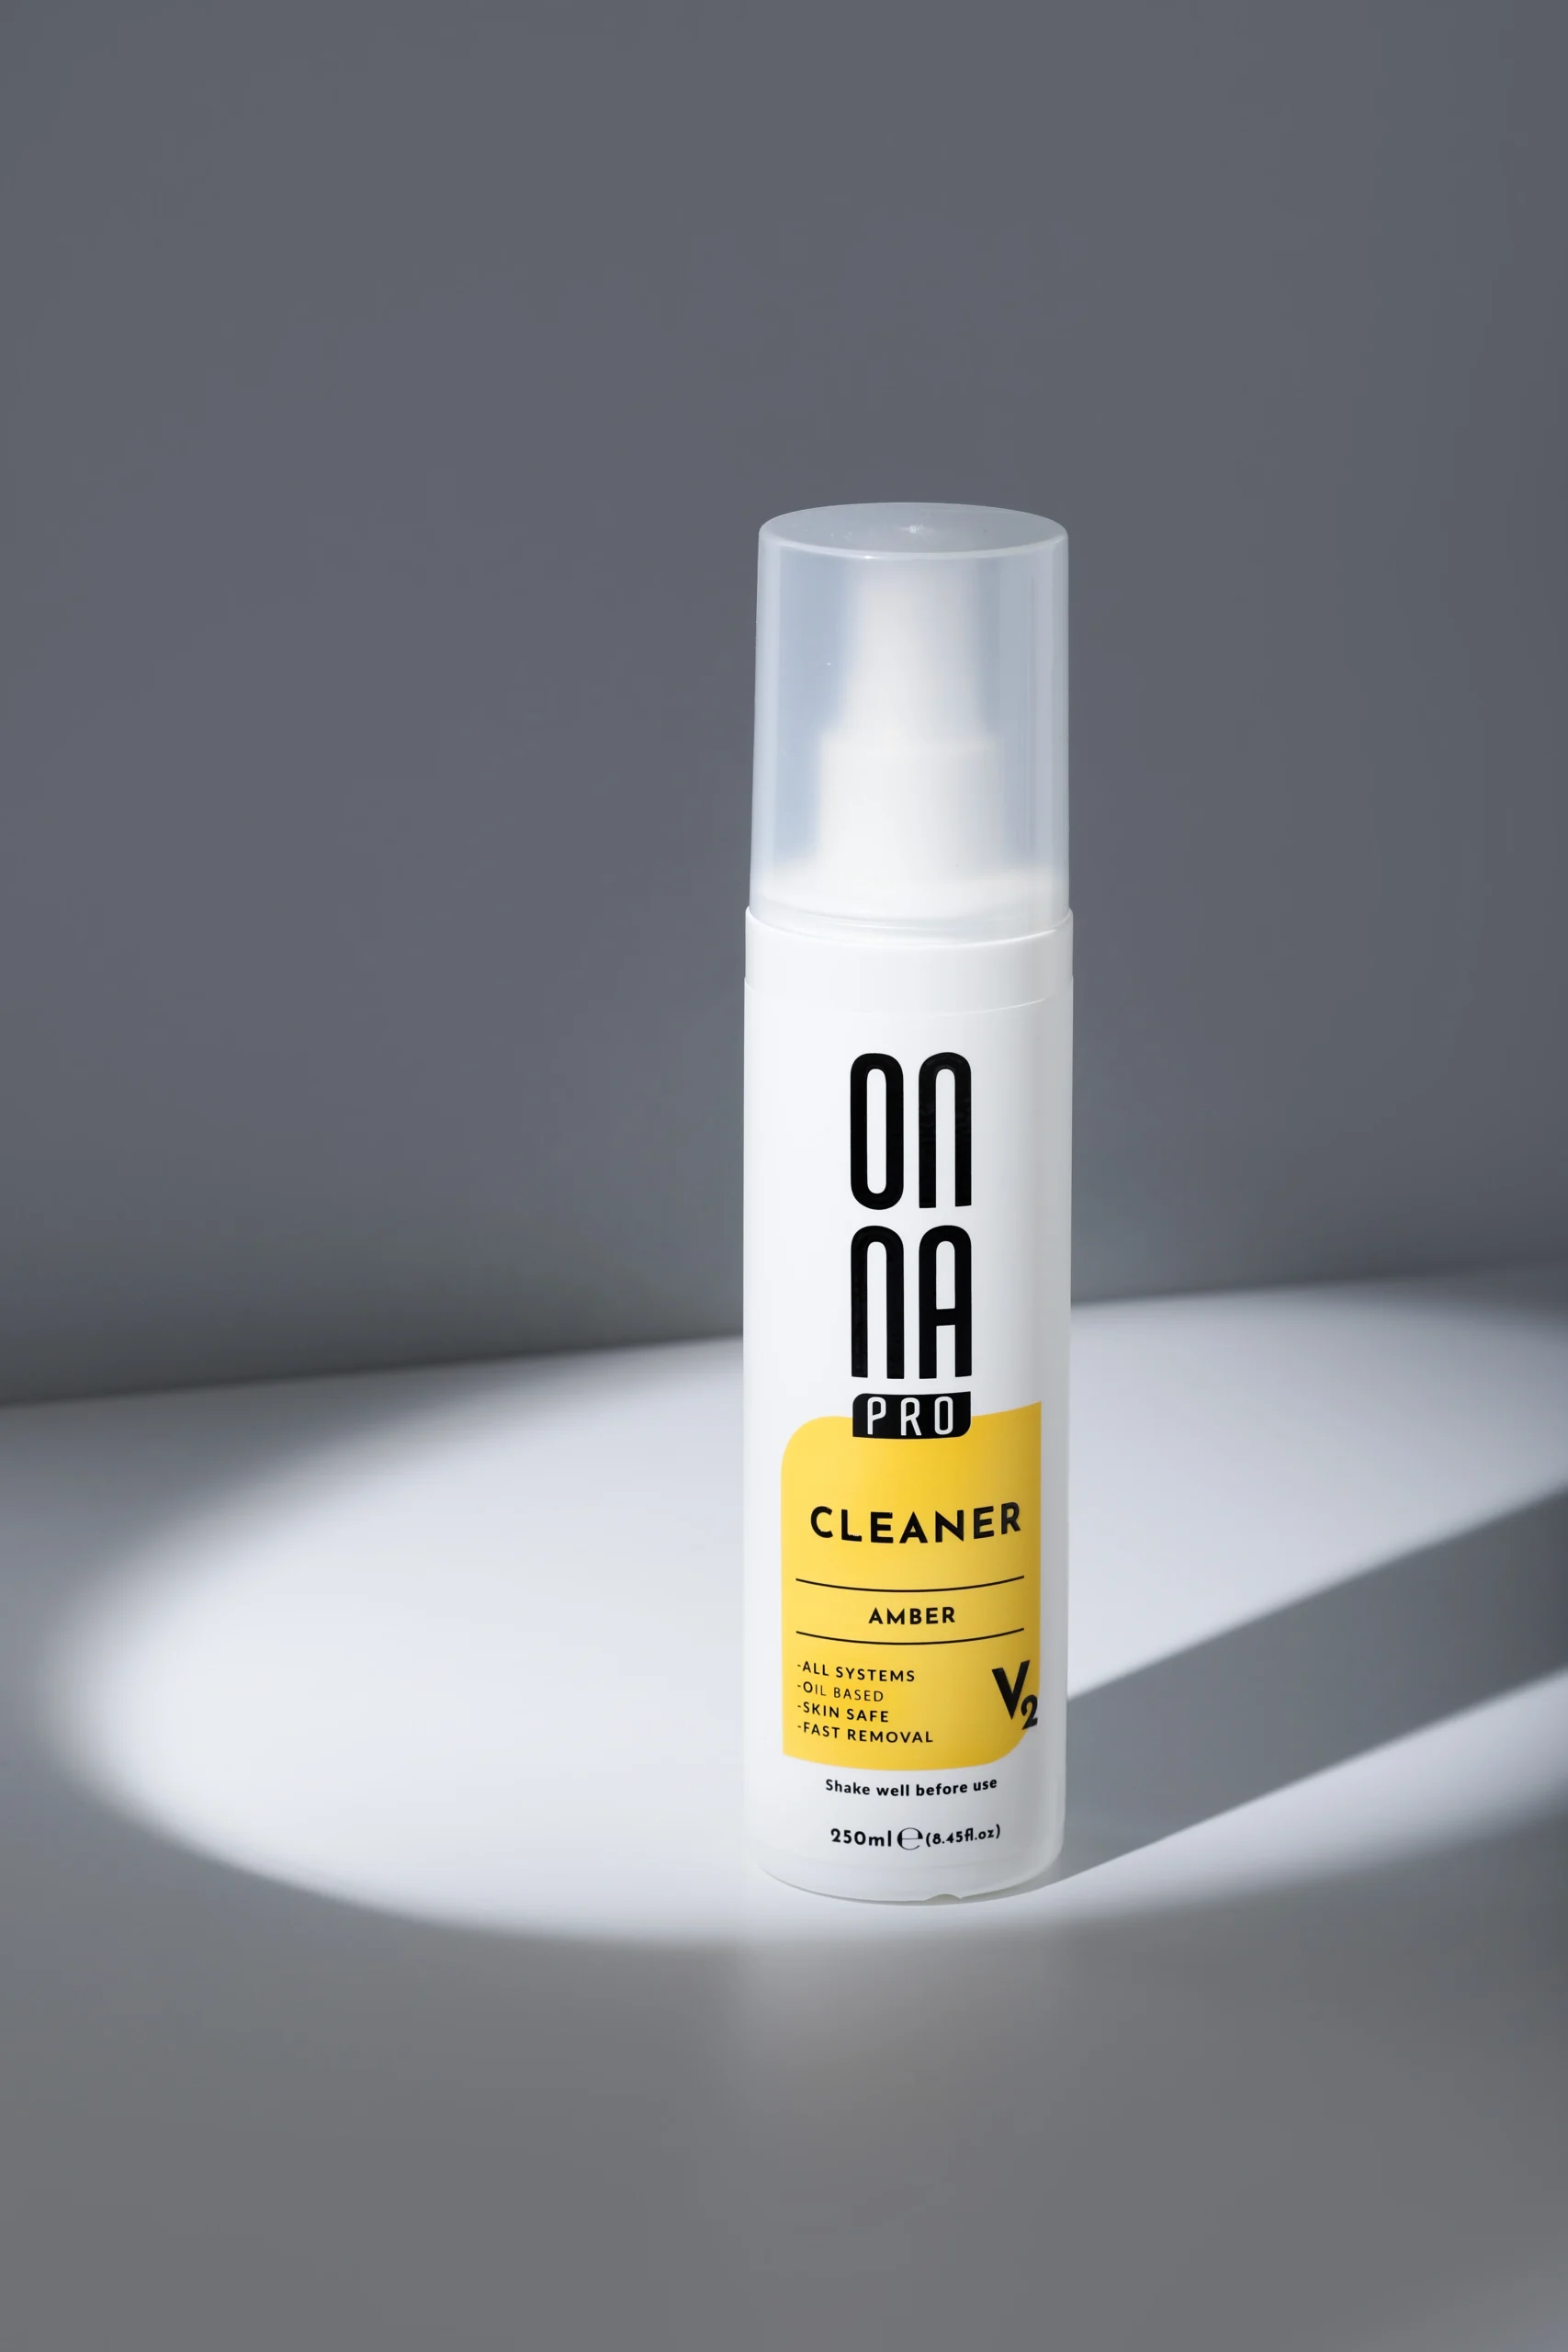 ON
NA
PRO
CLEANER
AMBER
-ALL SYSTEMS
-OIL BASED
-SKIN SAFE
-FAST REMOVAL
V2
Shake well before use
250ml ℮ (8.45fl.oz)